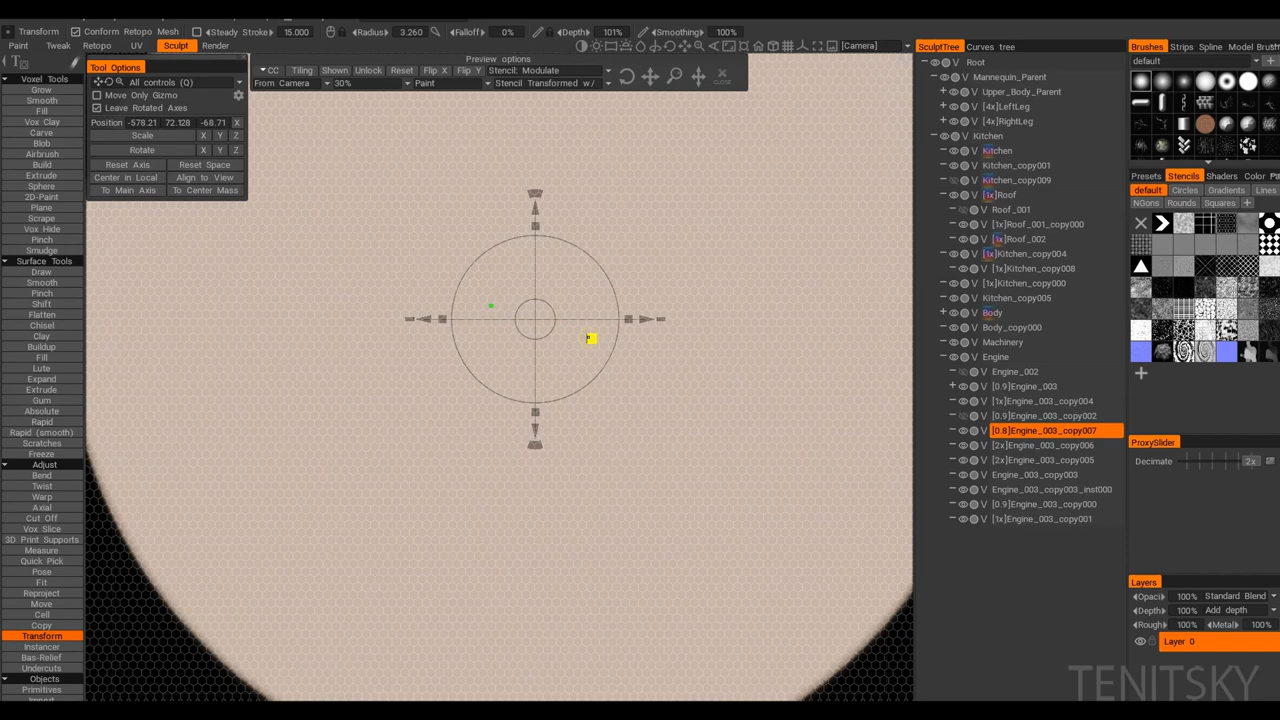 Transform Conform Retopo Mesh Steady Stroke 15.000 Radius 3.260 Falloff 0% Depth 101% Smoothing 100%
Paint Tweak Retopo UV Sculpt Render [Camera]
Tool Options
All controls (Q)
Move Only Gizmo
Leave Rotated Axes
Position -578.21 72.128 -68.71 X
Scale X Y Z
Rotate X Y Z
Reset Axis Reset Space
Center in Local Align to View
To Main Axis To Center Mass
Preview options
CC Tiling Shown Unlock Reset Flip X Flip Y Stencil: Modulate
From Camera 30% Paint Stencil Transformed w/ CLOSE
Voxel Tools
Grow
Smooth
Fill
Vox Clay
Carve
Blob
Airbrush
Build
Extrude
Sphere
2D-Paint
Plane
Scrape
Vox Hide
Pinch
Smudge
Surface Tools
Draw
Smooth
Pinch
Shift
Flatten
Chisel
Clay
Buildup
Fill
Lute
Expand
Extrude
Gum
Absolute
Rapid
Rapid (smooth)
Scratches
Freeze
Adjust
Bend
Twist
Warp
Axial
Cut Off
Vox Slice
3D Print Supports
Measure
Quick Pick
Pose
Fit
Reproject
Move
Cell
Copy
Transform
Instancer
Bas-Relief
Undercuts
Objects
Primitives
SculptTree Curves tree
V Root
V Mannequin_Parent
V Upper_Body_Parent
V [4x]LeftLeg
V [4x]RightLeg
V Kitchen
V Kitchen
V Kitchen_copy001
V Kitchen_copy009
V [1x]Roof
V Roof_001
V [1x]Roof_001_copy000
V [1x]Roof_002
V [1x]Kitchen_copy004
V [1x]Kitchen_copy008
V [1x]Kitchen_copy000
V Kitchen_copy005
V Body
V Body_copy000
V Machinery
V Engine
V Engine_002
V [0.9]Engine_003
V [1x]Engine_003_copy004
V [0.9]Engine_003_copy002
V [0.8]Engine_003_copy007
V [2x]Engine_003_copy006
V [2x]Engine_003_copy005
V Engine_003_copy003
V Engine_003_copy003_inst000
V [0.9]Engine_003_copy000
V [1x]Engine_003_copy001
Brushes Strips Spline Model
default
Presets Stencils Shaders Color
default Circles Gradients Lines
NGons Rounds Squares +
ProxySlider
Decimate 2x
Layers
Opaci 100% Standard Blend
Depth 100% Add depth
Rough 100% Metal 100%
Layer 0
TENITSKY